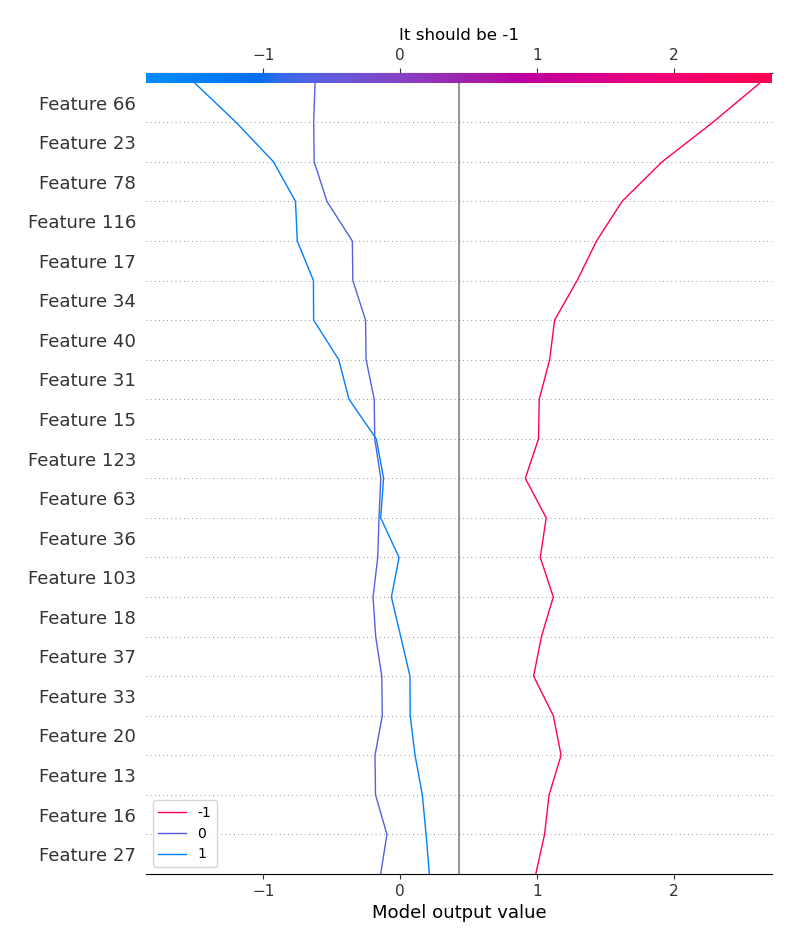 It should be -1
−1 0 1 2
Feature 66
Feature 23
Feature 78
Feature 116
Feature 17
Feature 34
Feature 40
Feature 31
Feature 15
Feature 123
Feature 63
Feature 36
Feature 103
Feature 18
Feature 37
Feature 33
Feature 20
Feature 13
Feature 16
Feature 27
-1
0
1
−1 0 1 2
Model output value